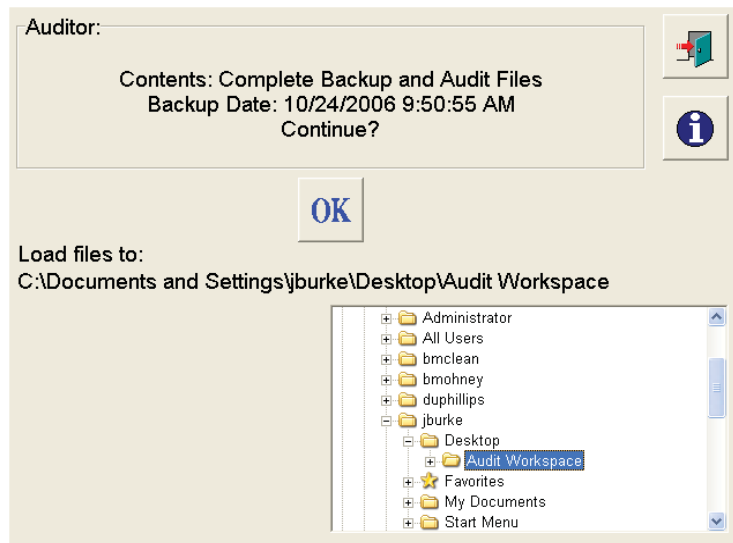 Auditor:
Contents: Complete Backup and Audit Files
Backup Date: 10/24/2006 9:50:55 AM
Continue?
OK
Load files to:
C:\Documents and Settings\jburke\Desktop\Audit Workspace
Administrator
All Users
bmclean
bmohney
duphillips
jburke
Desktop
Audit Workspace
Favorites
My Documents
Start Menu